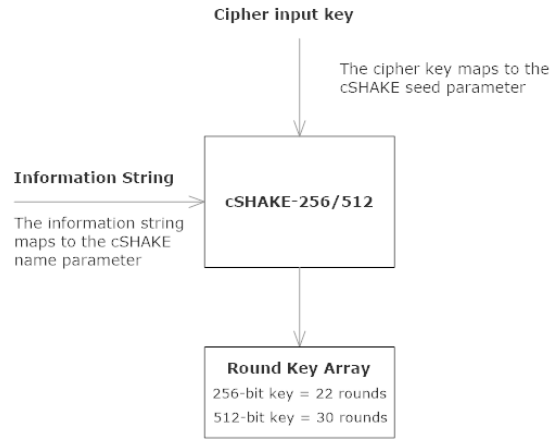 Cipher input key
The cipher key maps to the
cSHAKE seed parameter
Information String
cSHAKE-256/512
The information string
maps to the cSHAKE
name parameter
Round Key Array
256-bit key = 22 rounds
512-bit key = 30 rounds